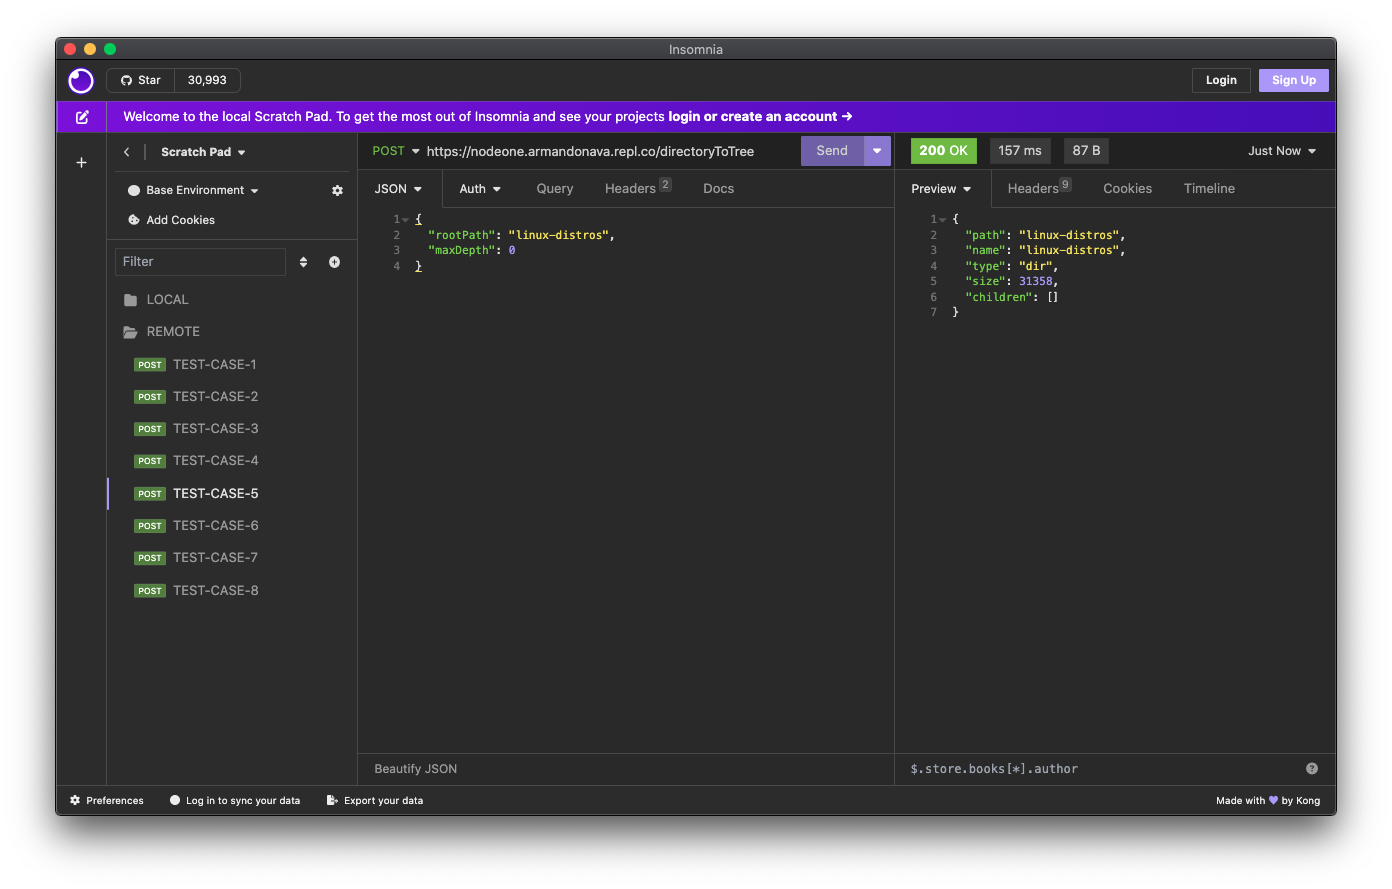 Insomnia
Star 30,993
Login Sign Up
Welcome to the local Scratch Pad. To get the most out of Insomnia and see your projects login or create an account →
Scratch Pad
Base Environment
Add Cookies
Filter
LOCAL
REMOTE
POST TEST-CASE-1
POST TEST-CASE-2
POST TEST-CASE-3
POST TEST-CASE-4
POST TEST-CASE-5
POST TEST-CASE-6
POST TEST-CASE-7
POST TEST-CASE-8
POST https://nodeone.armandonava.repl.co/directoryToTree Send
JSON Auth Query Headers 2 Docs
1 {
2 "rootPath": "linux-distros",
3 "maxDepth": 0
4 }
Beautify JSON
200 OK 157 ms 87 B Just Now
Preview Headers 9 Cookies Timeline
1 {
2 "path": "linux-distros",
3 "name": "linux-distros",
4 "type": "dir",
5 "size": 31358,
6 "children": []
7 }
$.store.books[*].author
Preferences Log in to sync your data Export your data Made with 💜 by Kong